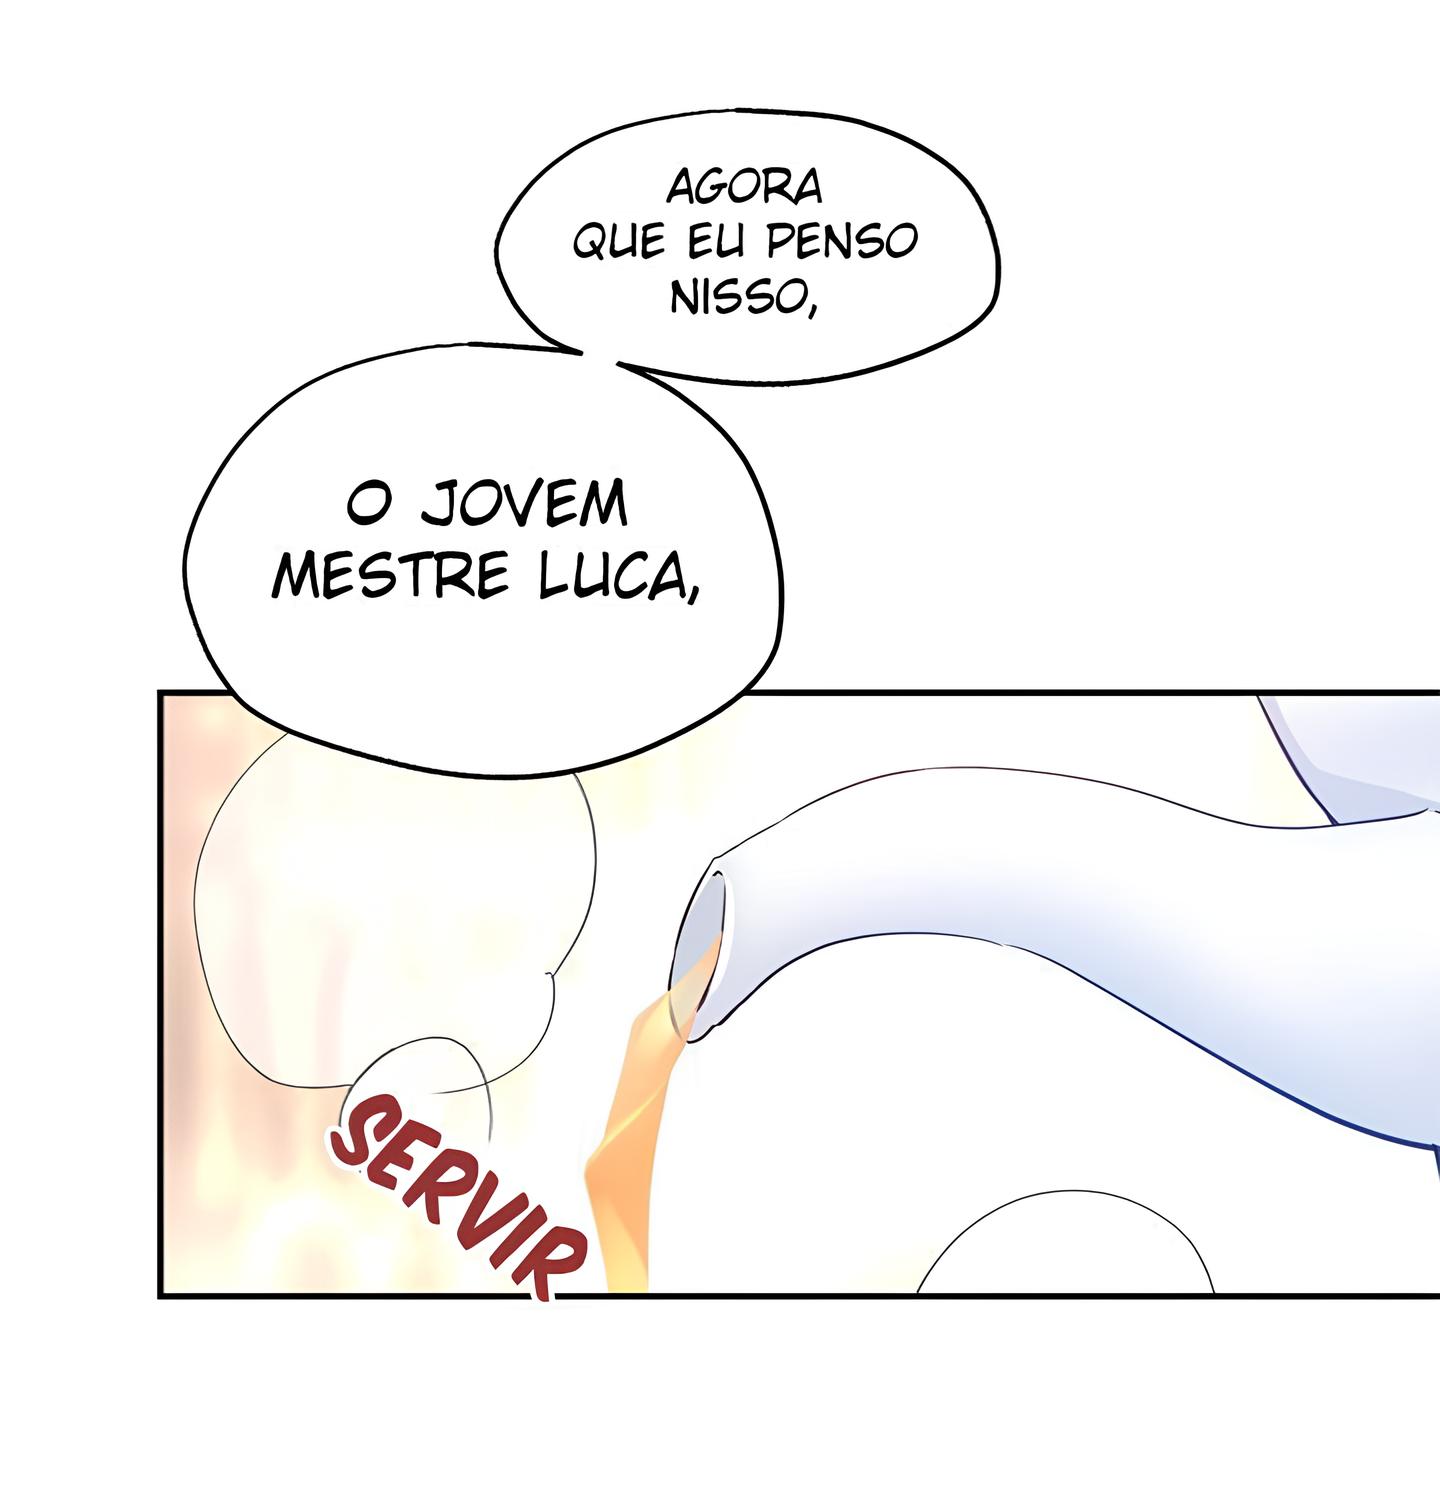 AGORA
QUE EU PENSO
NISSO,
O JOVEM
MESTRE LUCA,
SERVIR